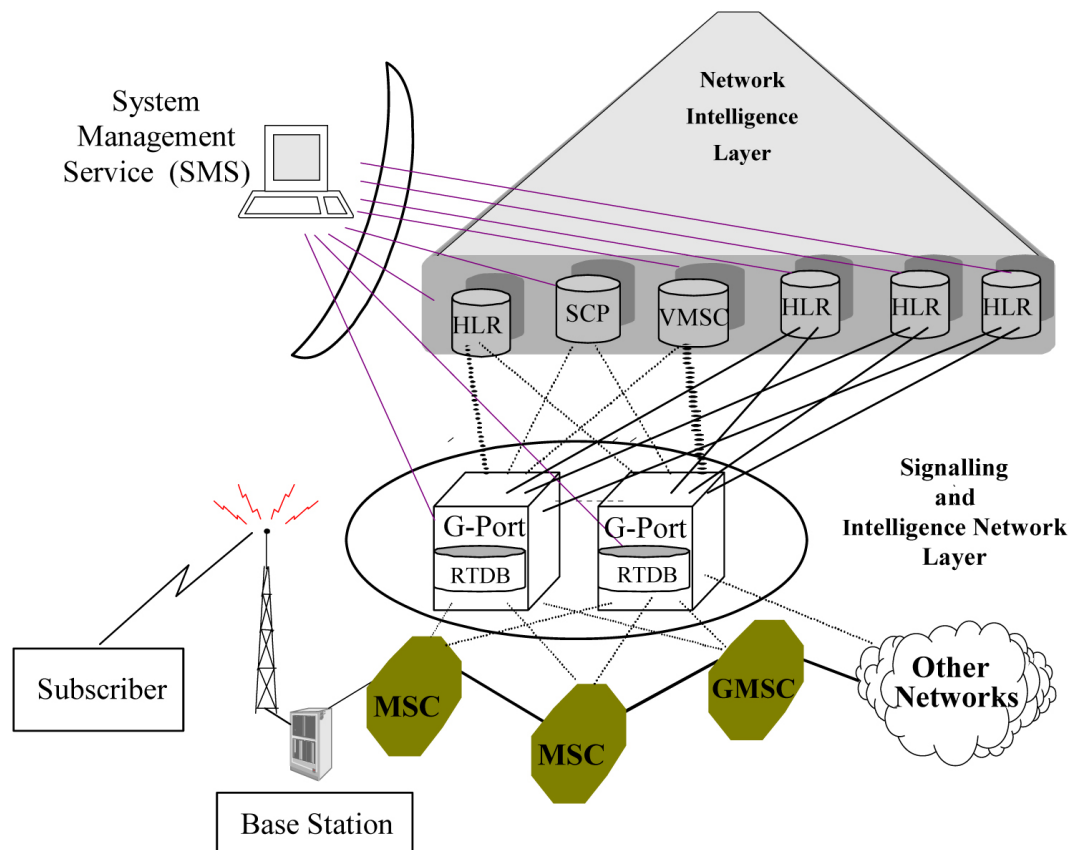 System
Management
Service (SMS)
Network
Intelligence
Layer
HLR
SCP
VMSC
HLR
HLR
HLR
Signalling
and
Intelligence Network
Layer
G-Port
RTDB
G-Port
RTDB
Subscriber
MSC
MSC
GMSC
Other
Networks
Base Station